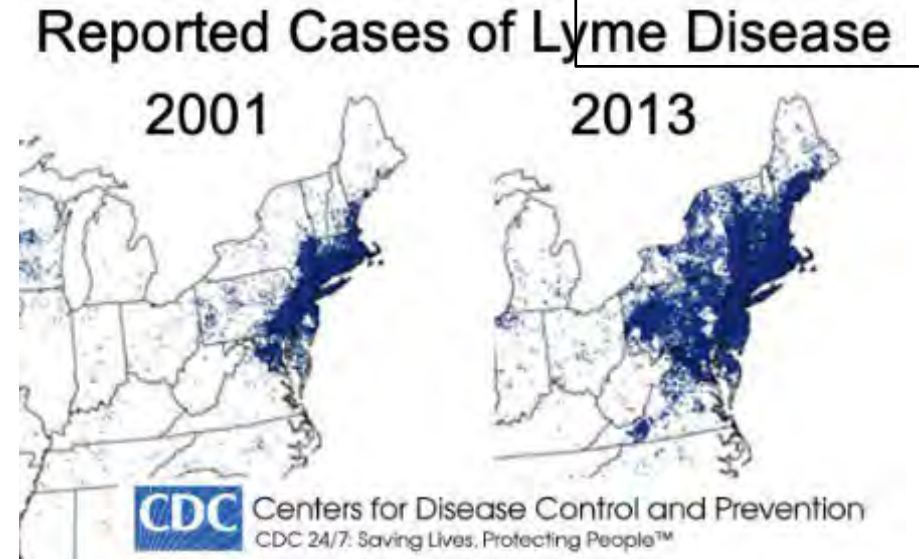 Reported Cases of Lyme Disease
2001
2013
CDC
Centers for Disease Control and Prevention
CDC 24/7: Saving Lives, Protecting People™